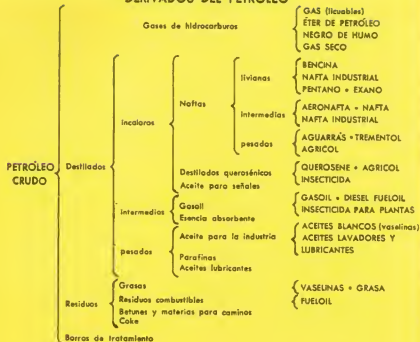 DERIVADOS DEL PETROLEO
Gases de hidrocarburos
GAS (licuables)
ÉTER DE PETRÓLEO
NEGRO DE HUMO
GAS SECO
PETRÓLEO CRUDO
Destilados
incoloros
Naftas
livianas
BENCINA
NAFTA INDUSTRIAL
PENTANO • EXANO
intermedias
AERONAFTA • NAFTA
NAFTA INDUSTRIAL
pesados
AGUARRÁS • TREMENTOL
AGRICOL
Destilados querosénicos
Aceite para señales
QUEROSENE • AGRICOL
INSECTICIDA
intermedios
Gasoil
Esencia absorbente
GASOIL • DIESEL FUELOIL
INSECTICIDA PARA PLANTAS
pesados
Aceite para la industria
Parafinas
Aceites lubricantes
ACEITES BLANCOS (vaselinas)
ACEITES LAVADORES Y
LUBRICANTES
Residuos
Grasas
Residuos combustibles
Betunes y materias para caminos
Coke
VASELINAS • GRASA
FUELOIL
Borros de tratamiento